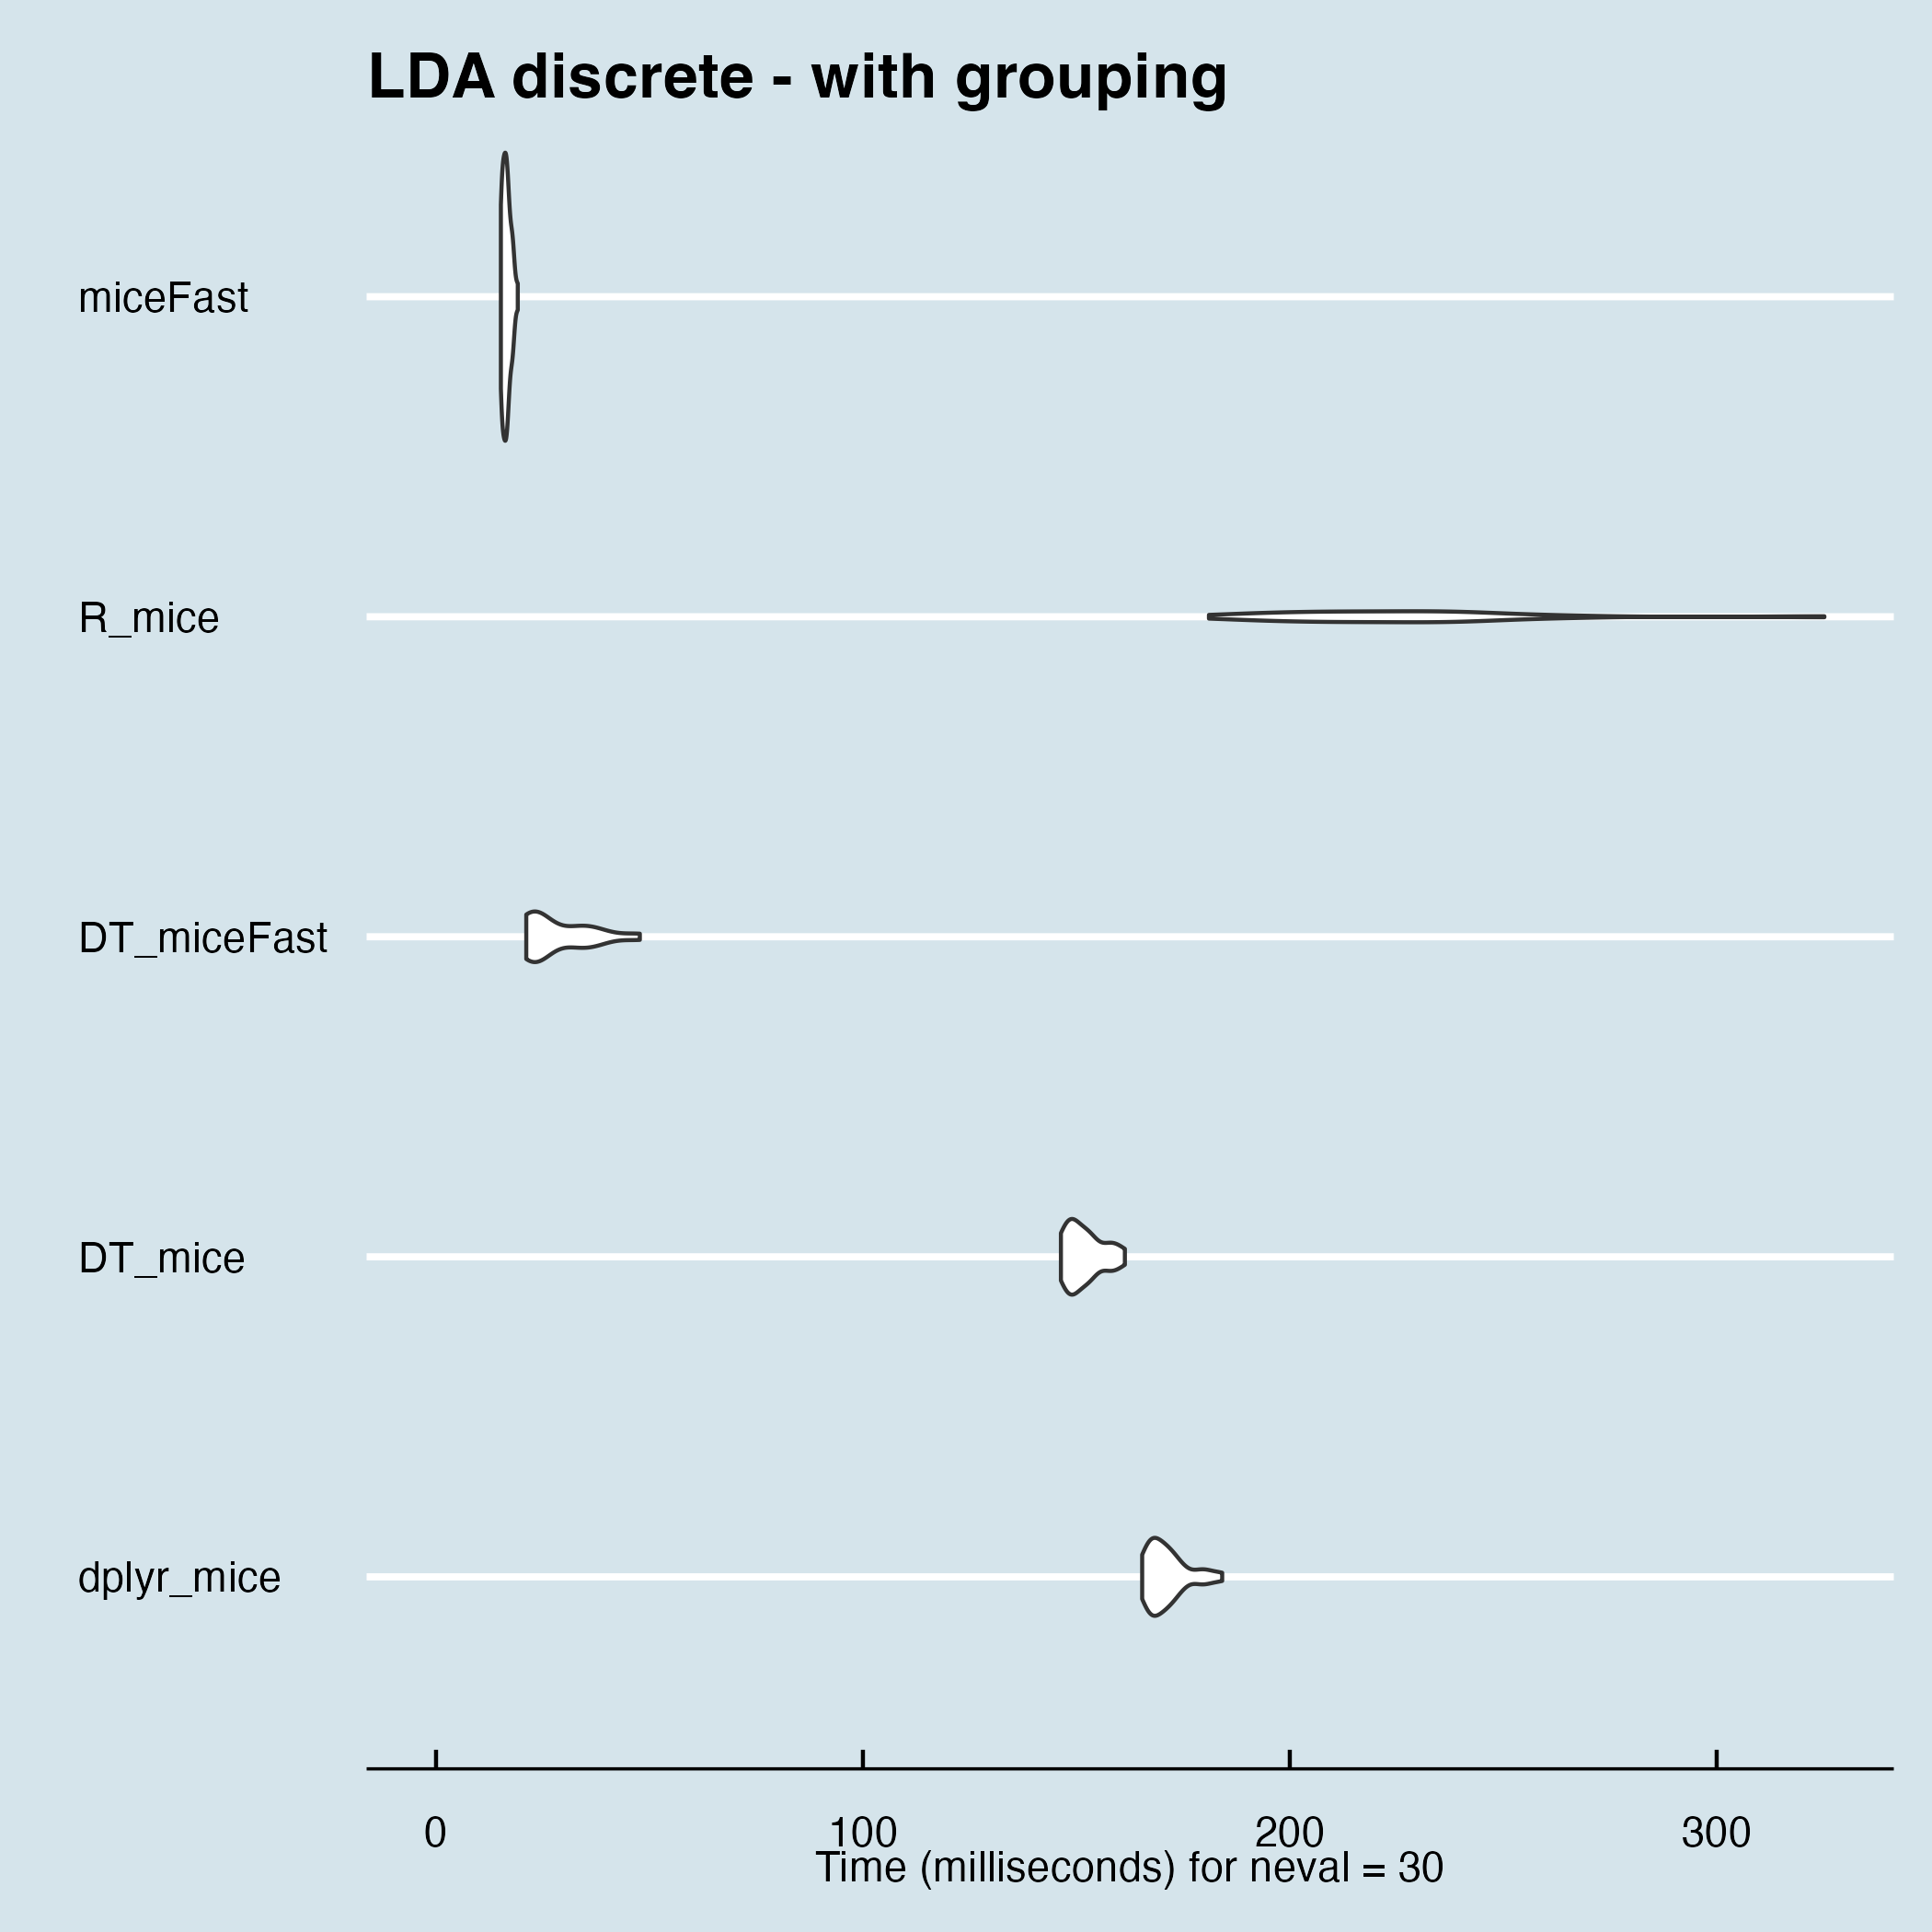 LDA discrete - with grouping
miceFast
R_mice
DT_miceFast
DT_mice
dplyr_mice
0 100 200 300
Time (milliseconds) for neval = 30